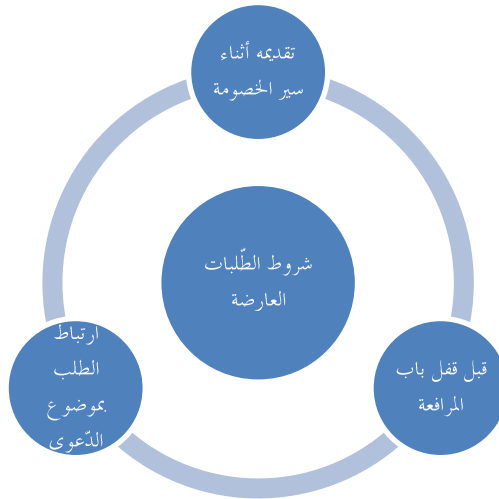 تقديمه أثناء
سير الخصومة
شروط الطّلبات
العارضة
قبل قفل باب
المرافعة
ارتباط
الطلب
بموضوع
الدّعوى